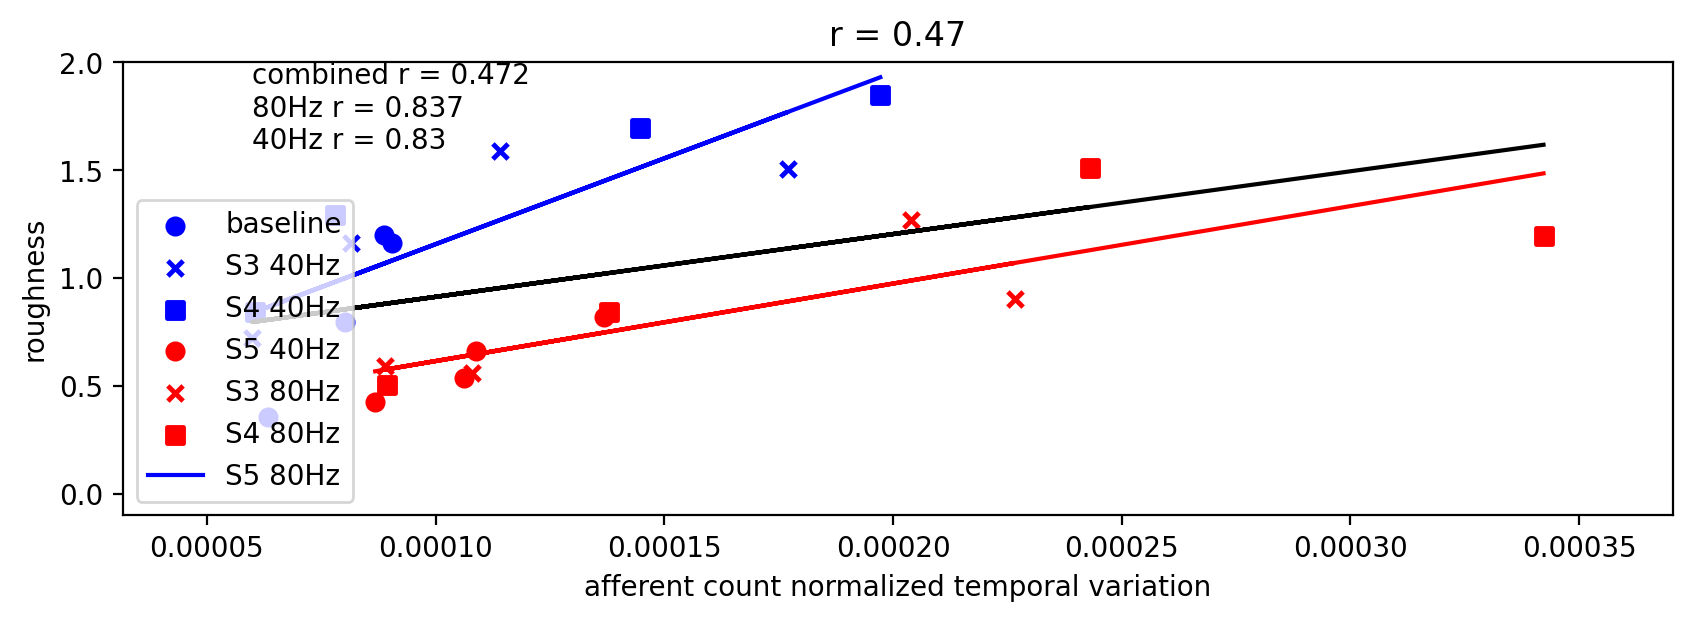 r = 0.47
combined r = 0.472
80Hz r = 0.837
40Hz r = 0.83
2.0
1.5
1.0
0.5
0.0
roughness
baseline
S3 40Hz
S4 40Hz
S5 40Hz
S3 80Hz
S4 80Hz
S5 80Hz
0.00005 0.00010 0.00015 0.00020 0.00025 0.00030 0.00035
afferent count normalized temporal variation